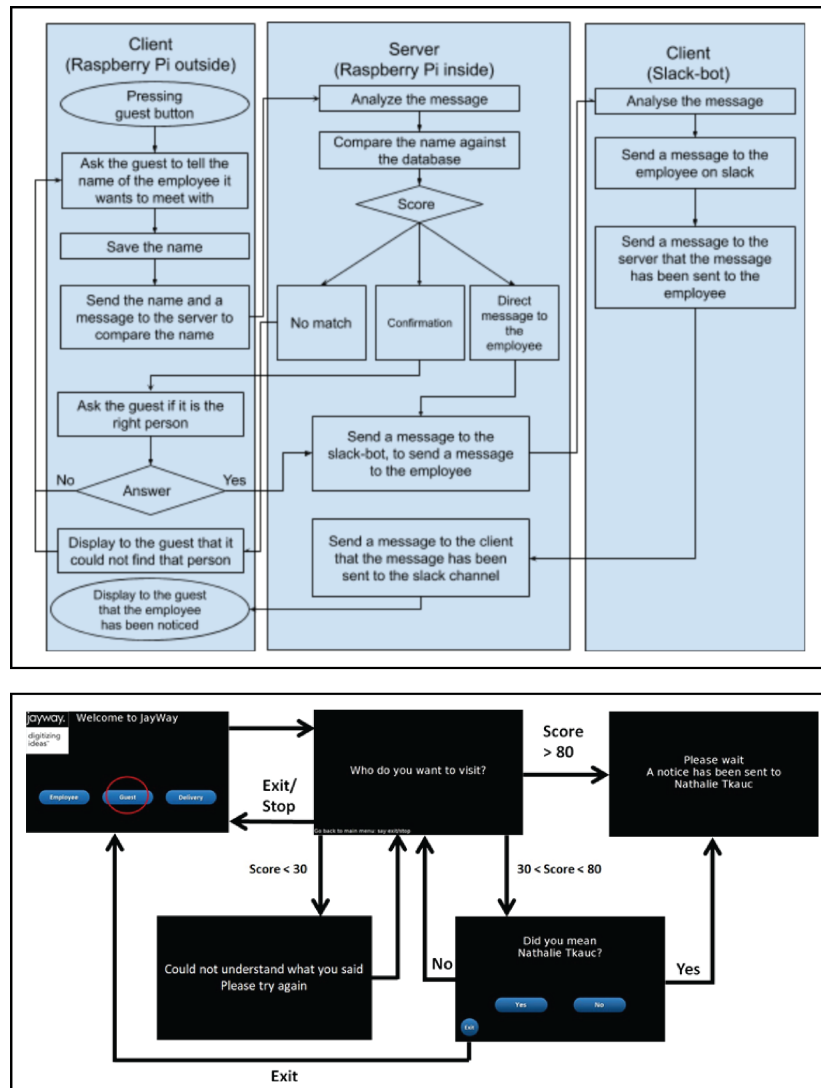 Client
(Raspberry Pi outside)
Pressing
guest button
Ask the guest to tell the
name of the employee it
wants to meet with
Save the name
Send the name and a
message to the server to
compare the name
Ask the guest if it is the
right person
No
Answer
Yes
Display to the guest that it
could not find that person
Display to the guest
that the employee
has been noticed
Server
(Raspberry Pi inside)
Analyze the message
Compare the name against
the database
Score
No match
Confirmation
Direct
message to
the
employee
Send a message to the
slack-bot, to send a message
to the employee
Send a message to the client
that the message has been
sent to the slack channel
Client
(Slack-bot)
Analyse the message
Send a message to the
employee on slack
Send a message to the
server that the message
has been sent to the
employee
jayway.
digitizing
ideas™
Welcome to JayWay
Employee
Guest
Delivery
Exit/
Stop
Who do you want to visit?
Go back to main menu: say exit/stop
Score
> 80
Please wait
A notice has been sent to
Nathalie Tkauc
Score < 30
30 < Score < 80
Could not understand what you said
Please try again
No
Did you mean
Nathalie Tkauc?
Yes
No
Exit
Yes
Exit